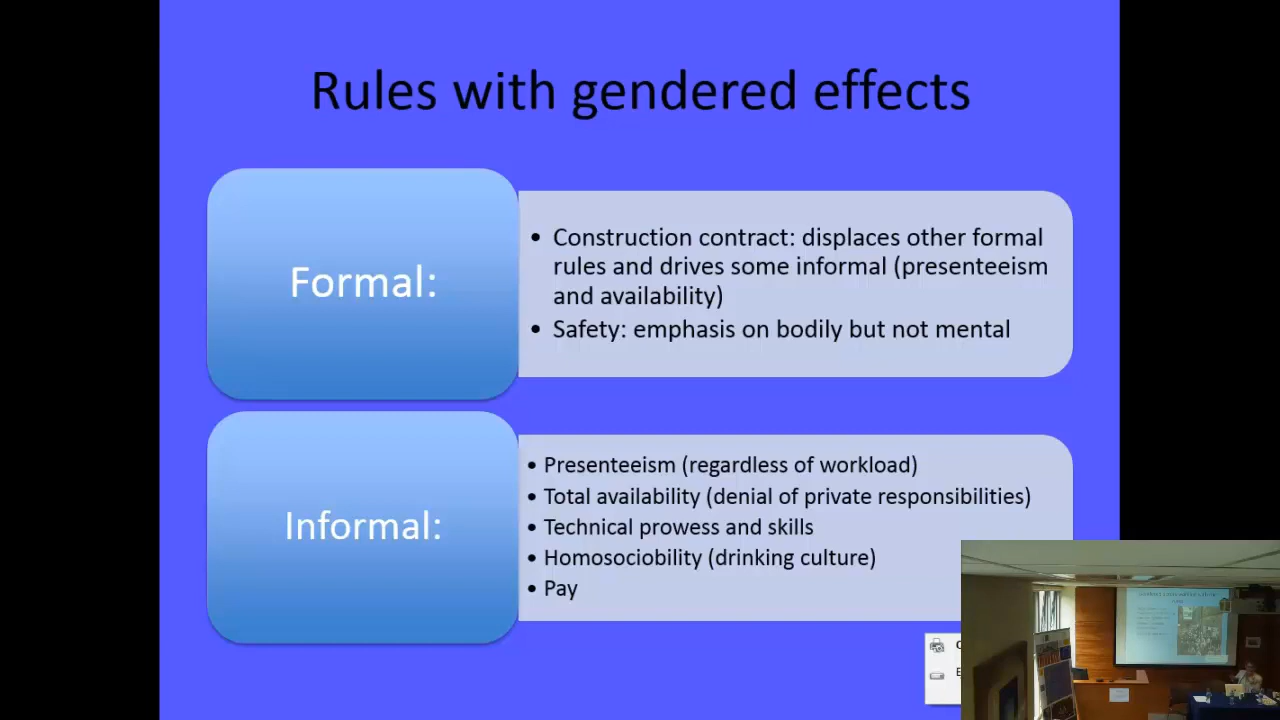 Rules with gendered effects
Formal:
• Construction contract: displaces other formal
rules and drives some informal (presenteeism
and availability)
• Safety: emphasis on bodily but not mental
Informal:
• Presenteeism (regardless of workload)
• Total availability (denial of private responsibilities)
• Technical prowess and skills
• Homosociobility (drinking culture)
• Pay